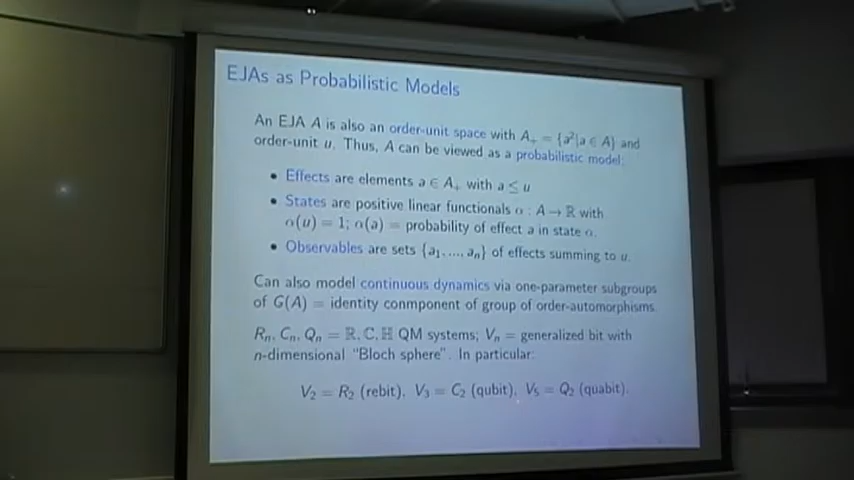 EJAs as Probabilistic Models
An EJA A is also an order-unit space with A₊ = {a²|a ∈ A} and
order-unit u. Thus, A can be viewed as a probabilistic model:
• Effects are elements a ∈ A₊ with a ≤ u
• States are positive linear functionals α : A → ℝ with
α(u) = 1; α(a) = probability of effect a in state α.
• Observables are sets {a₁, ..., aₙ} of effects summing to u.
Can also model continuous dynamics via one-parameter subgroups
of G(A) = identity conmponent of group of order-automorphisms.
Rₙ, Cₙ, Qₙ = ℝ, ℂ, ℍ QM systems; Vₙ = generalized bit with
n-dimensional "Bloch sphere". In particular:
V₂ = R₂ (rebit), V₃ = C₂ (qubit), V₅ = Q₂ (quabit).